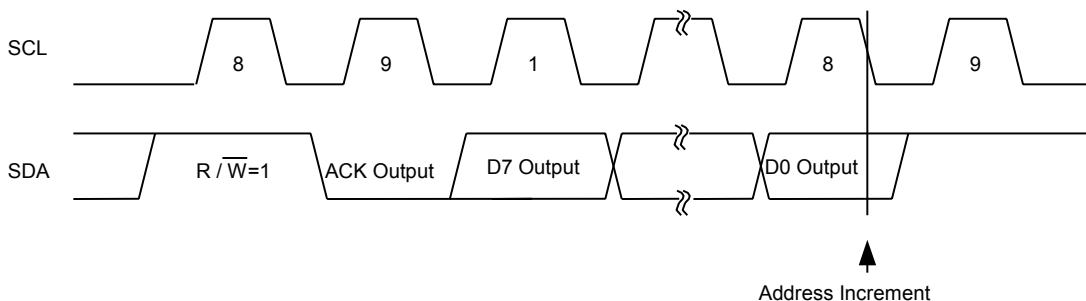 SCL
8
9
1
8
9
SDA
R / W̅=1
ACK Output
D7 Output
D0 Output
Address Increment